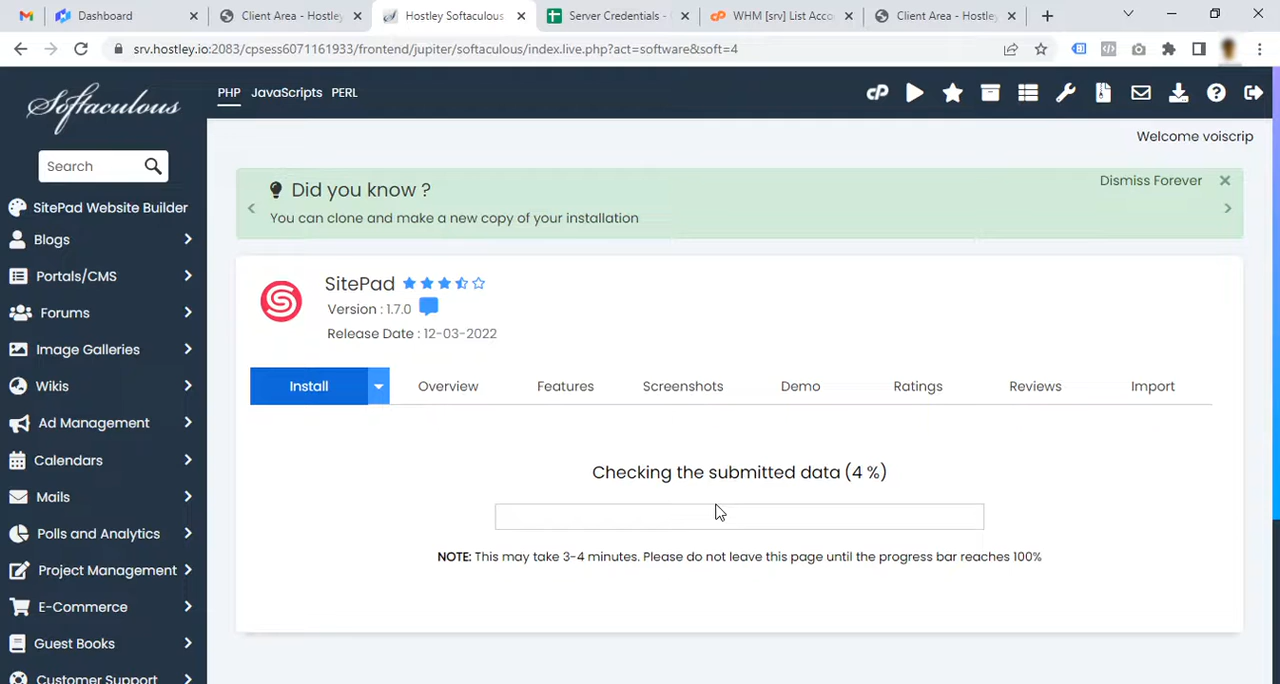 Dashboard
Client Area - Hostley
Hostley Softaculous
Server Credentials -
WHM [srv] List Acco
Client Area - Hostley
srv.hostley.io:2083/cpsess6071161933/frontend/jupiter/softaculous/index.live.php?act=software&soft=4
Softaculous
PHP JavaScripts PERL
cP
Welcome voiscrip
Search
SitePad Website Builder
Blogs
Portals/CMS
Forums
Image Galleries
Wikis
Ad Management
Calendars
Mails
Polls and Analytics
Project Management
E-Commerce
Guest Books
Customer Support
Did you know ?
Dismiss Forever
You can clone and make a new copy of your installation
SitePad
Version : 1.7.0
Release Date : 12-03-2022
Install Overview Features Screenshots Demo Ratings Reviews Import
Checking the submitted data (4 %)
NOTE: This may take 3-4 minutes. Please do not leave this page until the progress bar reaches 100%